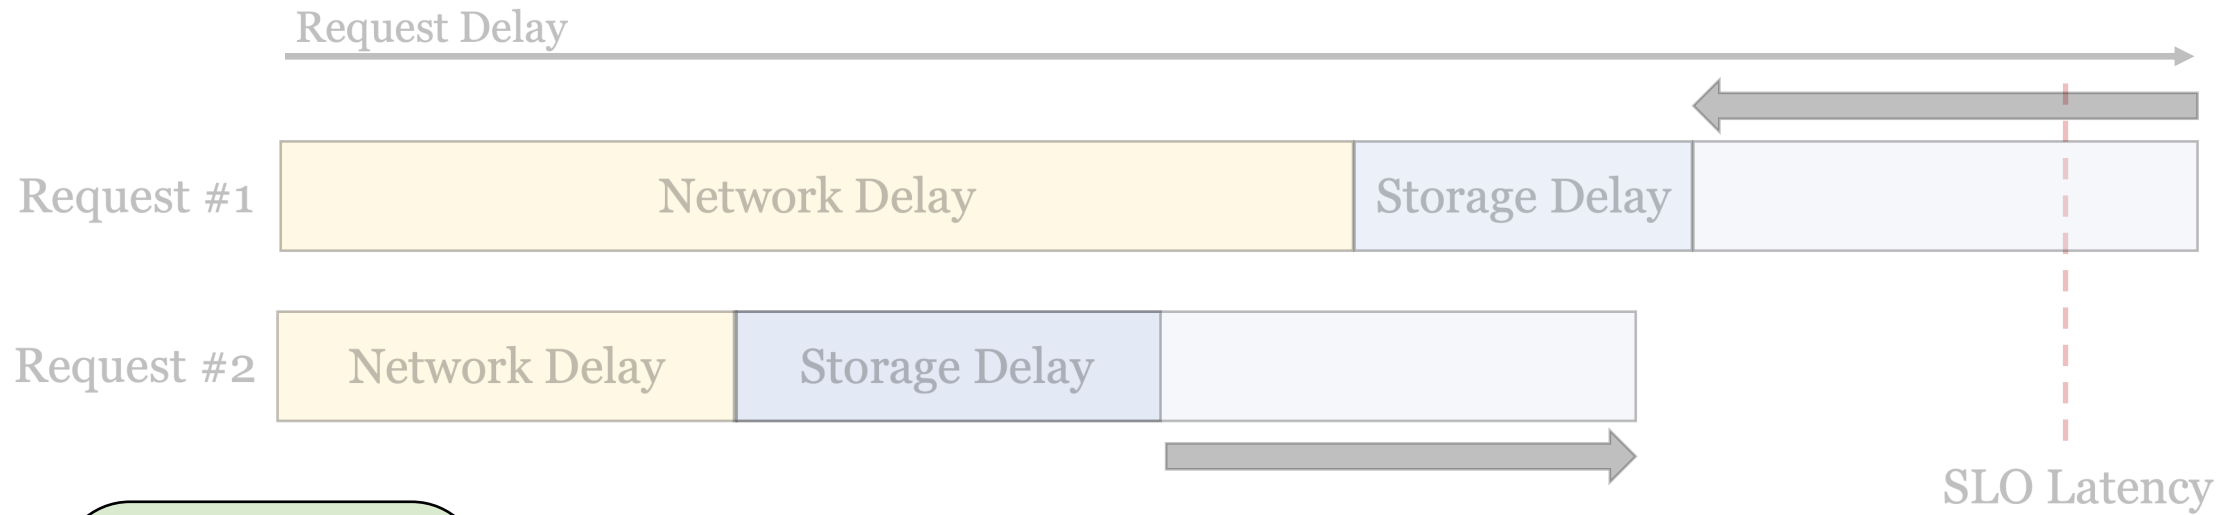 Request Delay
Request #1
Network Delay
Storage Delay
Request #2
Network Delay
Storage Delay
SLO Latency